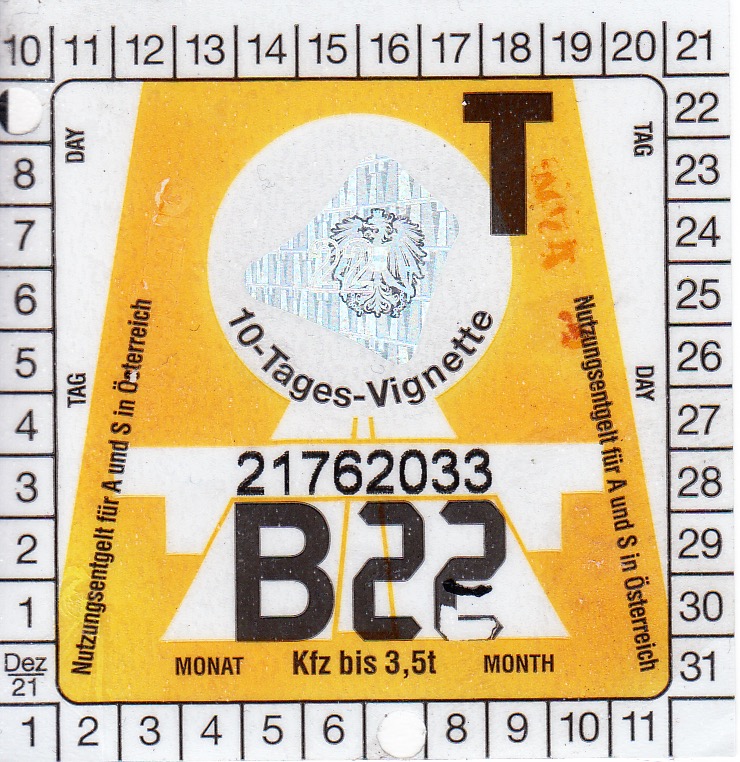 10 11 12 13 14 15 16 17 18 19 20 21
DAY
T
TAG
22
8
23
7
24
6
25
5
26
4
27
3
28
2
29
1
30
Dez
21
31
10-Tages-Vignette
TAG
DAY
Nutzungsentgelt für A und S in Österreich
Nutzungsentgelt für A und S in Österreich
21762033
B22
MONAT Kfz bis 3,5t MONTH
1 2 3 4 5 6 8 9 10 11